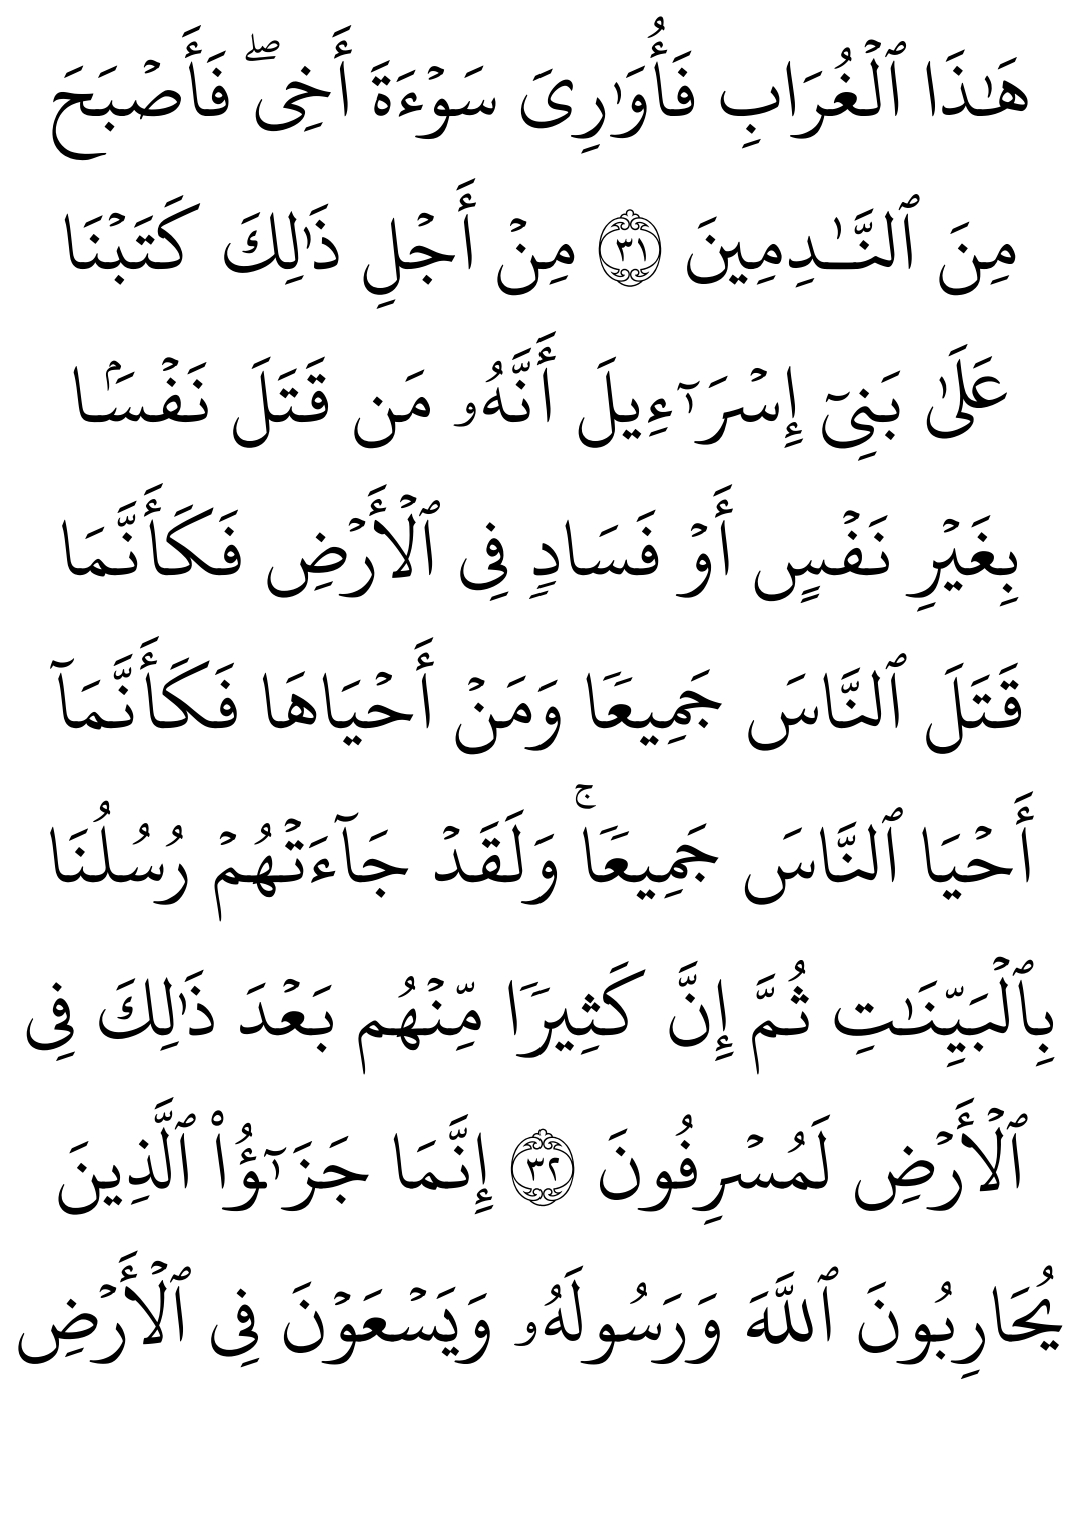 هَـٰذَا ٱلْغُرَابِ فَأُوَٰرِىَ سَوْءَةَ أَخِى ۖ فَأَصْبَحَ
مِنَ ٱلنَّـٰدِمِينَ ٣١ مِنْ أَجْلِ ذَٰلِكَ كَتَبْنَا
عَلَىٰ بَنِىٓ إِسْرَٰٓءِيلَ أَنَّهُۥ مَن قَتَلَ نَفْسًۢا
بِغَيْرِ نَفْسٍ أَوْ فَسَادٍ فِى ٱلْأَرْضِ فَكَأَنَّمَا
قَتَلَ ٱلنَّاسَ جَمِيعًا وَمَنْ أَحْيَاهَا فَكَأَنَّمَآ
أَحْيَا ٱلنَّاسَ جَمِيعًا ۚ وَلَقَدْ جَآءَتْهُمْ رُسُلُنَا
بِٱلْبَيِّنَـٰتِ ثُمَّ إِنَّ كَثِيرًا مِّنْهُم بَعْدَ ذَٰلِكَ فِى
ٱلْأَرْضِ لَمُسْرِفُونَ ٣٢ إِنَّمَا جَزَٰٓؤُا۟ ٱلَّذِينَ
يُحَارِبُونَ ٱللَّهَ وَرَسُولَهُۥ وَيَسْعَوْنَ فِى ٱلْأَرْضِ